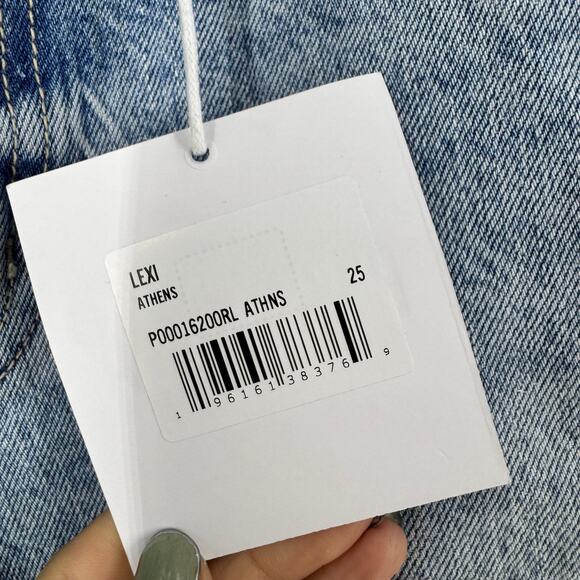 LEXI
ATHENS 25
P00016200RL ATHNS
1 96161 38376 9